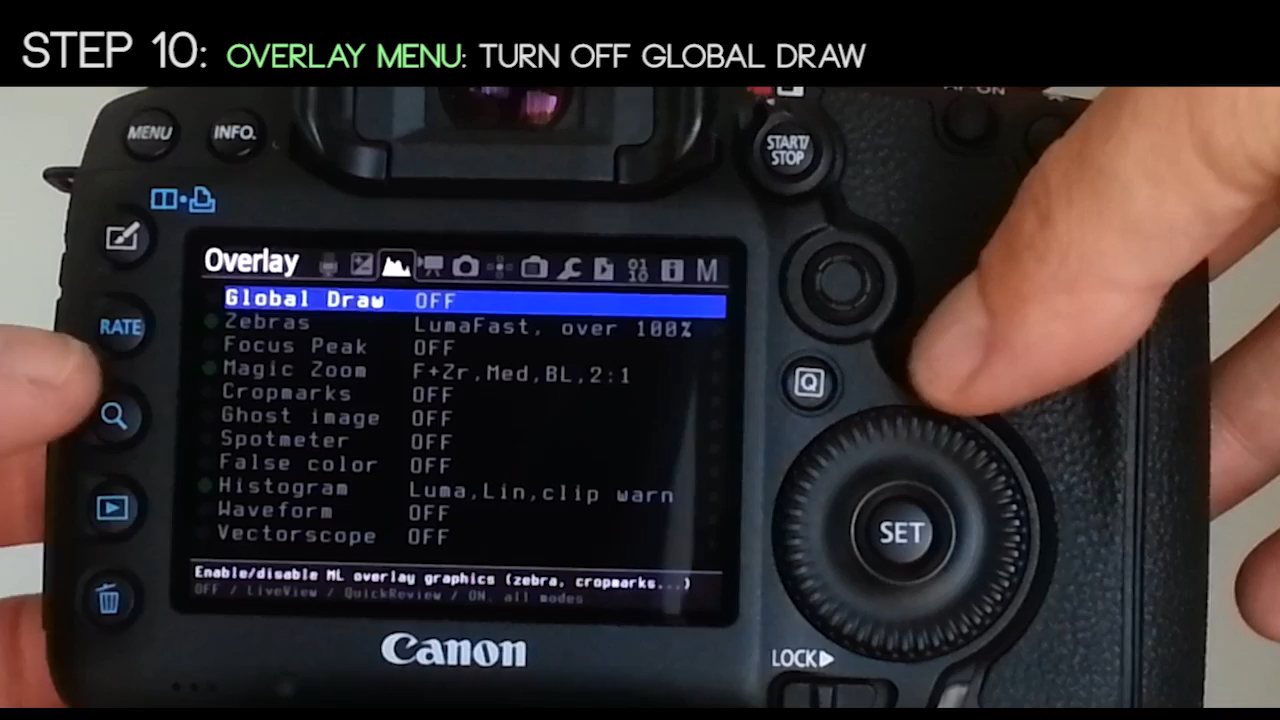 STEP 10: OVERLAY MENU: TURN OFF GLOBAL DRAW
MENU
INFO.
START/
STOP
RATE
Overlay
Global Draw OFF
Zebras LumaFast, over 100%
Focus Peak OFF
Magic Zoom F+Zr,Med,BL,2:1
Cropmarks OFF
Ghost image OFF
Spotmeter OFF
False color OFF
Histogram Luma,Lin,clip warn
Waveform OFF
Vectorscope OFF
Enable/disable ML overlay graphics (zebra, cropmarks...)
OFF / LiveView / QuickReview / ON, all modes
Q
SET
Canon
LOCK